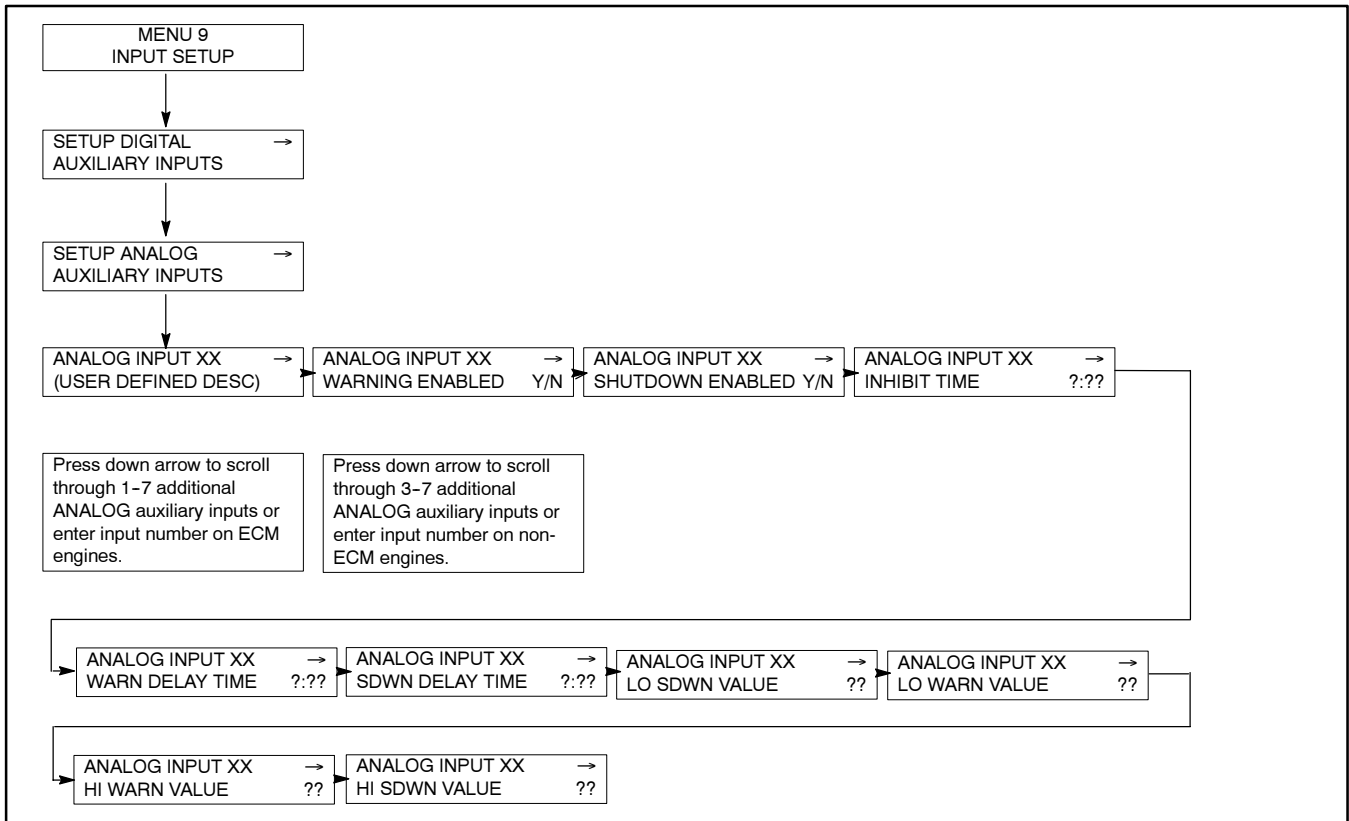 MENU 9
INPUT SETUP
SETUP DIGITAL →
AUXILIARY INPUTS
SETUP ANALOG →
AUXILIARY INPUTS
ANALOG INPUT XX →
(USER DEFINED DESC)
ANALOG INPUT XX →
WARNING ENABLED Y/N
ANALOG INPUT XX →
SHUTDOWN ENABLED Y/N
ANALOG INPUT XX →
INHIBIT TIME ?:??
Press down arrow to scroll
through 1-7 additional
ANALOG auxiliary inputs or
enter input number on ECM
engines.
Press down arrow to scroll
through 3-7 additional
ANALOG auxiliary inputs or
enter input number on non-
ECM engines.
ANALOG INPUT XX →
WARN DELAY TIME ?:??
ANALOG INPUT XX →
SDWN DELAY TIME ?:??
ANALOG INPUT XX →
LO SDWN VALUE ??
ANALOG INPUT XX →
LO WARN VALUE ??
ANALOG INPUT XX →
HI WARN VALUE ??
ANALOG INPUT XX →
HI SDWN VALUE ??